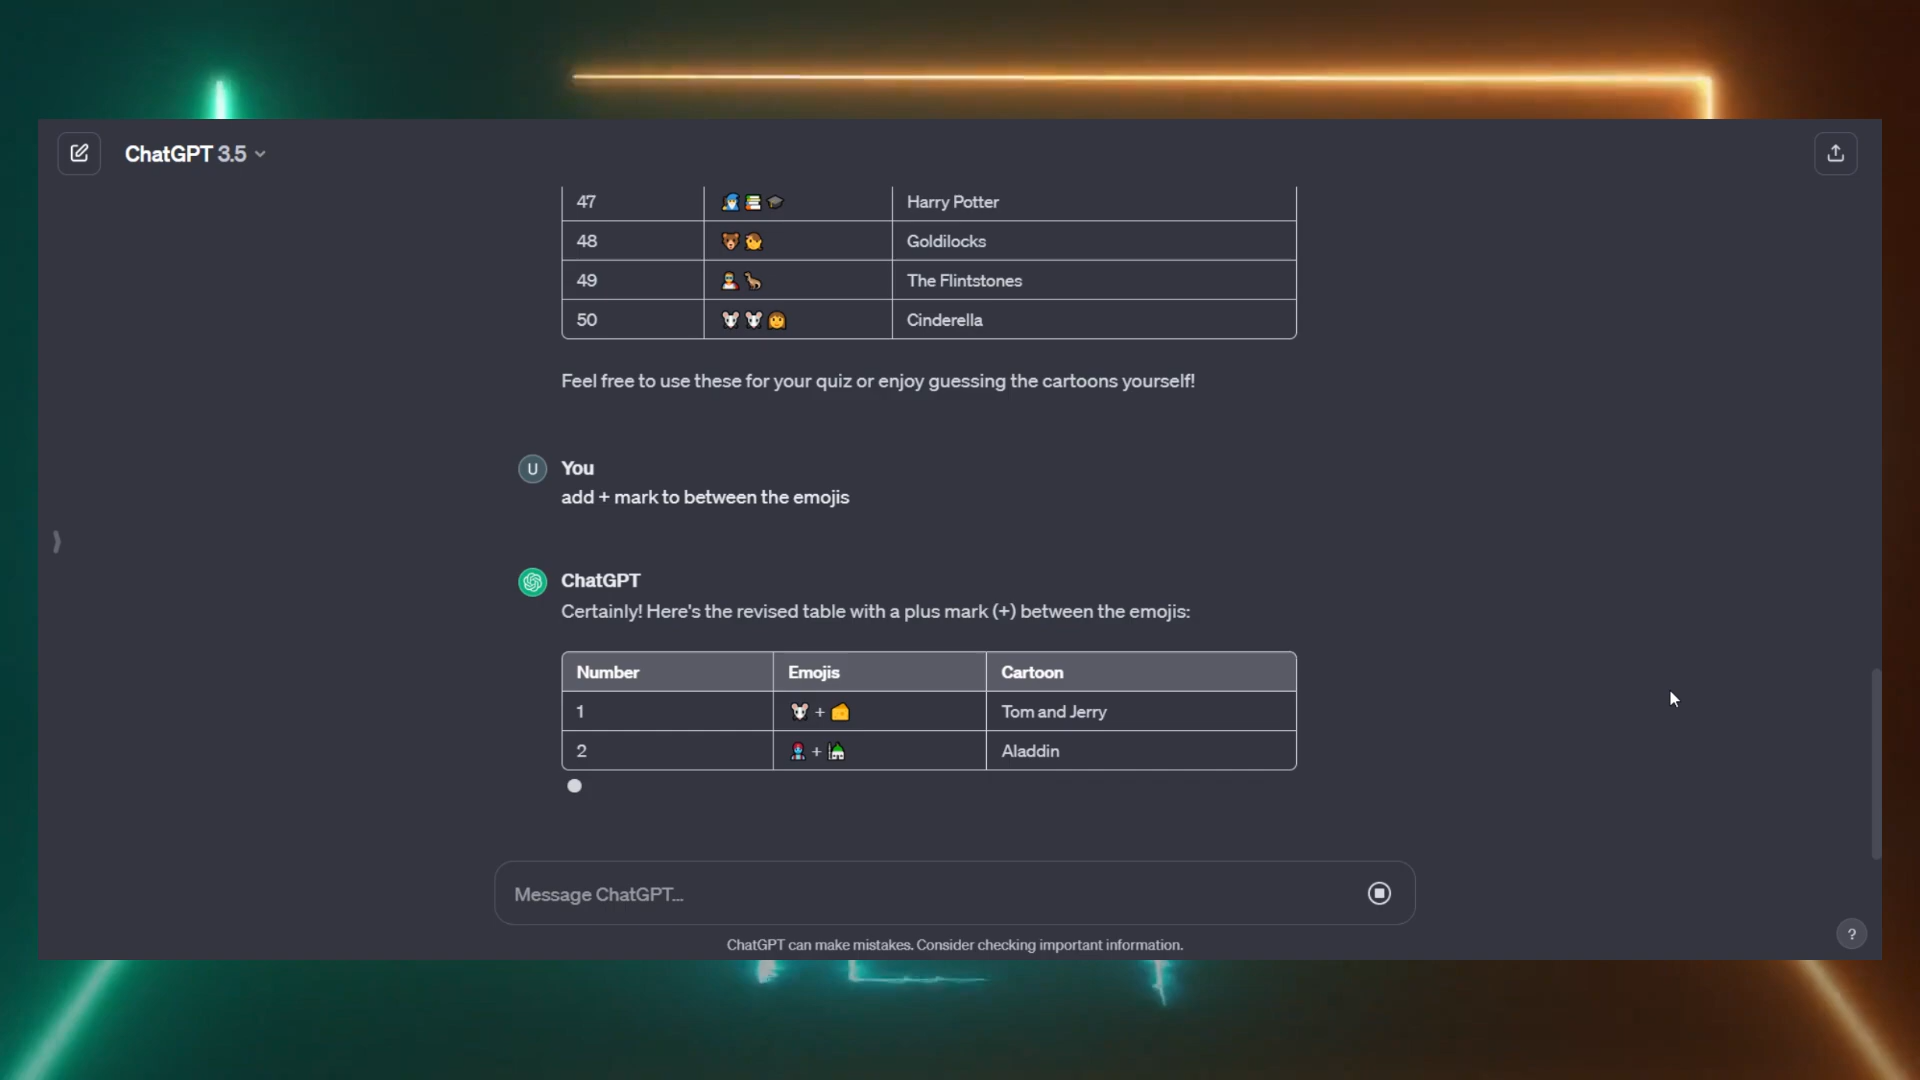 ChatGPT 3.5
47 🧙‍♂️📚🎓 Harry Potter
48 🐻👧 Goldilocks
49 The Flintstones
50 🐭🐭👩 Cinderella
Feel free to use these for your quiz or enjoy guessing the cartoons yourself!
U You
add + mark to between the emojis
ChatGPT
Certainly! Here's the revised table with a plus mark (+) between the emojis:
Number Emojis Cartoon
1 🐭 + 🧀 Tom and Jerry
2 + Aladdin
Message ChatGPT...
ChatGPT can make mistakes. Consider checking important information.
?